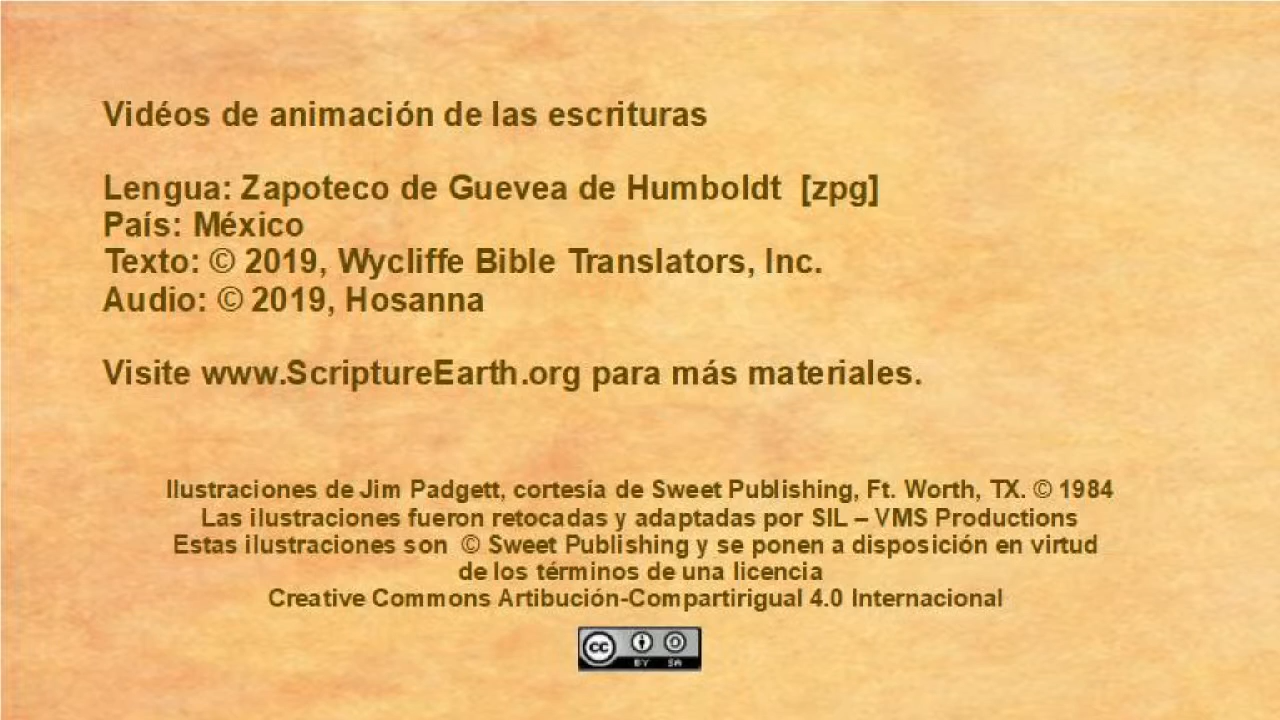 Vidéos de animación de las escrituras
Lengua: Zapoteco de Guevea de Humboldt [zpg]
País: México
Texto: © 2019, Wycliffe Bible Translators, Inc.
Audio: © 2019, Hosanna
Visite www.ScriptureEarth.org para más materiales.
Ilustraciones de Jim Padgett, cortesía de Sweet Publishing, Ft. Worth, TX. © 1984
Las ilustraciones fueron retocadas y adaptadas por SIL – VMS Productions
Estas ilustraciones son © Sweet Publishing y se ponen a disposición en virtud
de los términos de una licencia
Creative Commons Artibución-Compartirigual 4.0 Internacional
cc BY SA